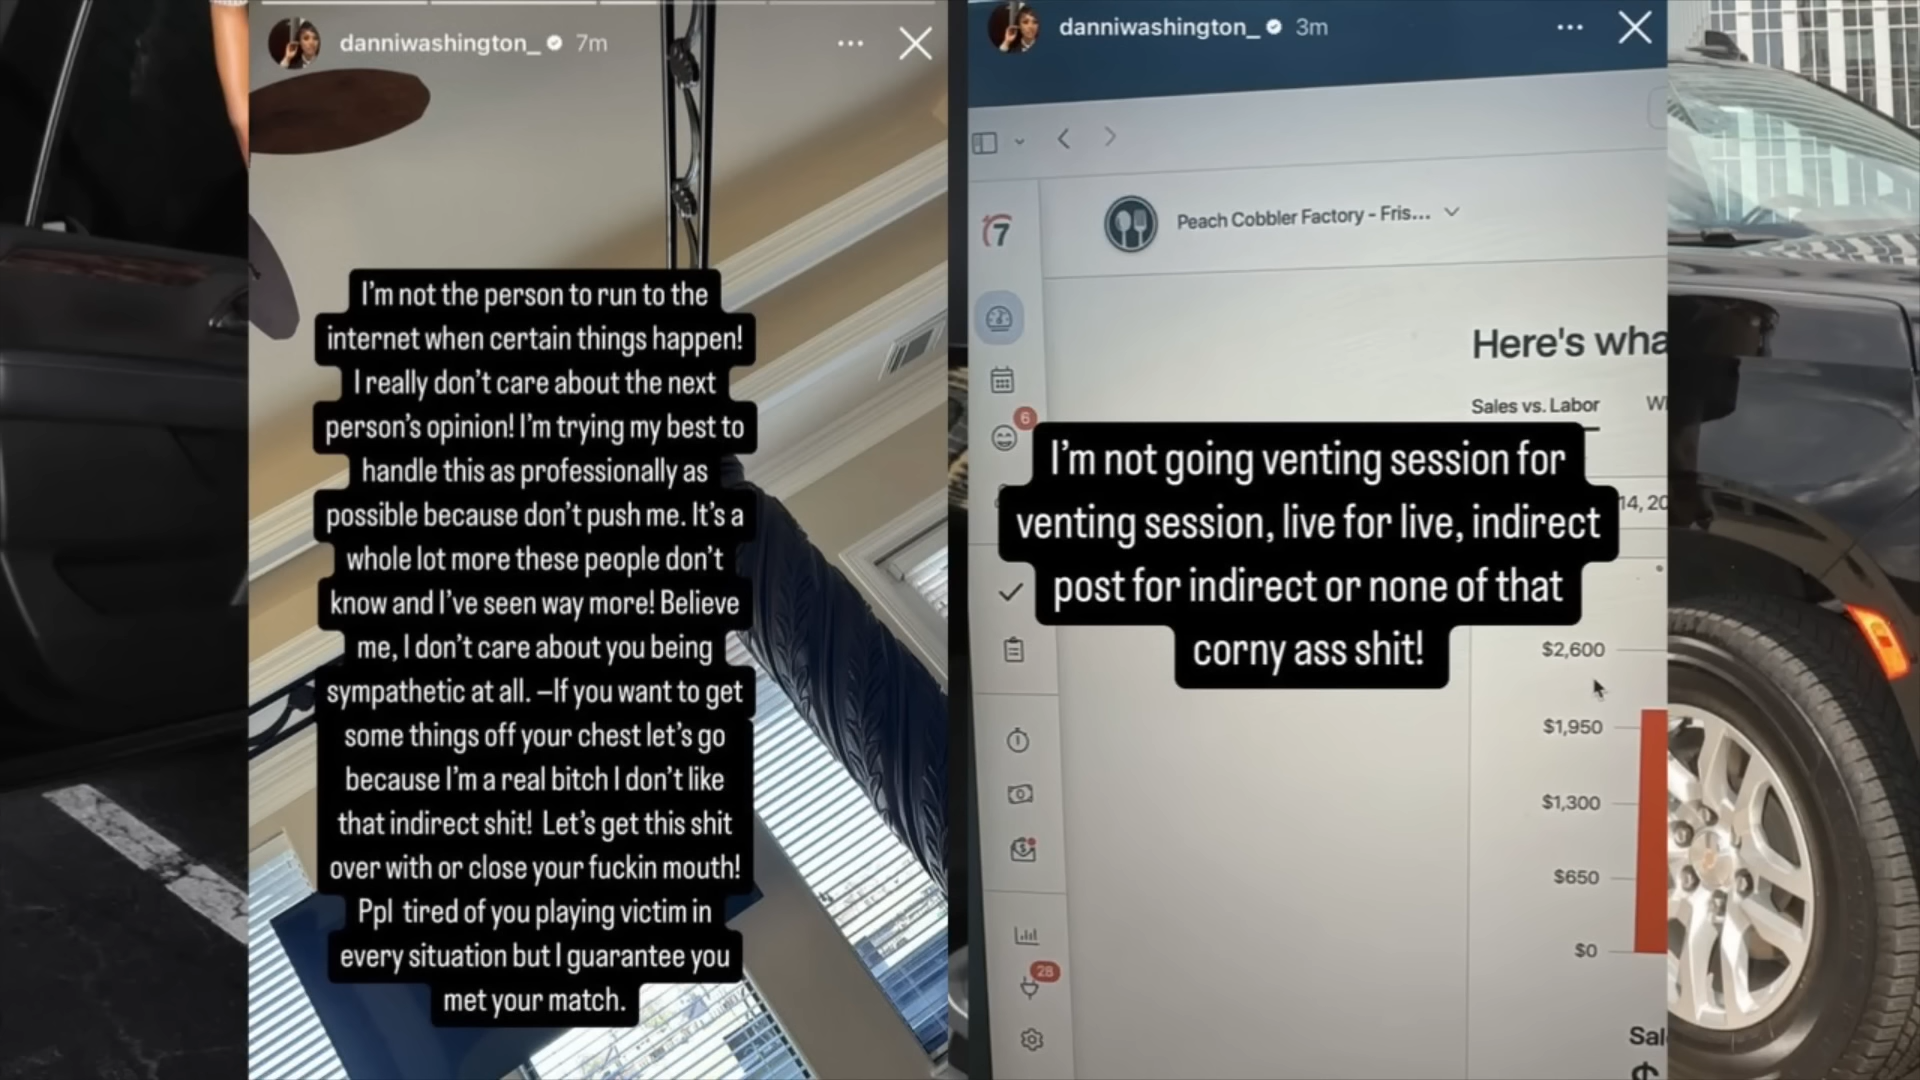 danniwashington_ 7m
I'm not the person to run to the
internet when certain things happen!
I really don't care about the next
person's opinion! I'm trying my best to
handle this as professionally as
possible because don't push me. It's a
whole lot more these people don't
know and I've seen way more! Believe
me, I don't care about you being
sympathetic at all. –If you want to get
some things off your chest let's go
because I'm a real bitch I don't like
that indirect shit! Let's get this shit
over with or close your fuckin mouth!
Ppl tired of you playing victim in
every situation but I guarantee you
met your match.
danniwashington_ 3m
7
Peach Cobbler Factory - Fris...
Here's wha
Sales vs. Labor
6
14, 20
I'm not going venting session for
venting session, live for live, indirect
post for indirect or none of that
corny ass shit!
$2,600
$1,950
$1,300
$650
$0
28
Sal